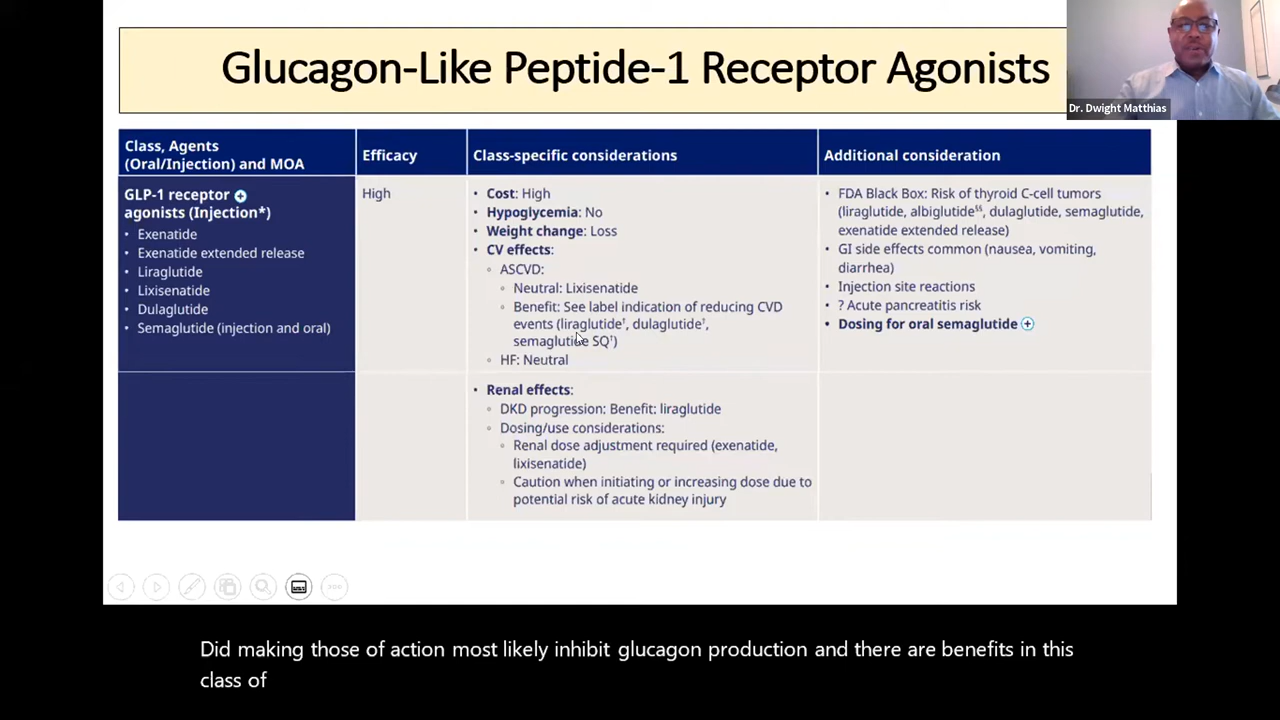 Glucagon-Like Peptide-1 Receptor Agonists
Dr. Dwight Matthias
Class, Agents
(Oral/Injection) and MOA
Efficacy
Class-specific considerations
Additional consideration
GLP-1 receptor
agonists (Injection*)
• Exenatide
• Exenatide extended release
• Liraglutide
• Lixisenatide
• Dulaglutide
• Semaglutide (injection and oral)
High
• Cost: High
• Hypoglycemia: No
• Weight change: Loss
• CV effects:
◦ ASCVD:
◦ Neutral: Lixisenatide
◦ Benefit: See label indication of reducing CVD
events (liraglutide†, dulaglutide†,
semaglutide SQ†)
◦ HF: Neutral
• FDA Black Box: Risk of thyroid C-cell tumors
(liraglutide, albiglutide§§, dulaglutide, semaglutide,
exenatide extended release)
• GI side effects common (nausea, vomiting,
diarrhea)
• Injection site reactions
• ? Acute pancreatitis risk
• Dosing for oral semaglutide
• Renal effects:
◦ DKD progression: Benefit: liraglutide
◦ Dosing/use considerations:
◦ Renal dose adjustment required (exenatide,
lixisenatide)
◦ Caution when initiating or increasing dose due to
potential risk of acute kidney injury
Did making those of action most likely inhibit glucagon production and there are benefits in this
class of